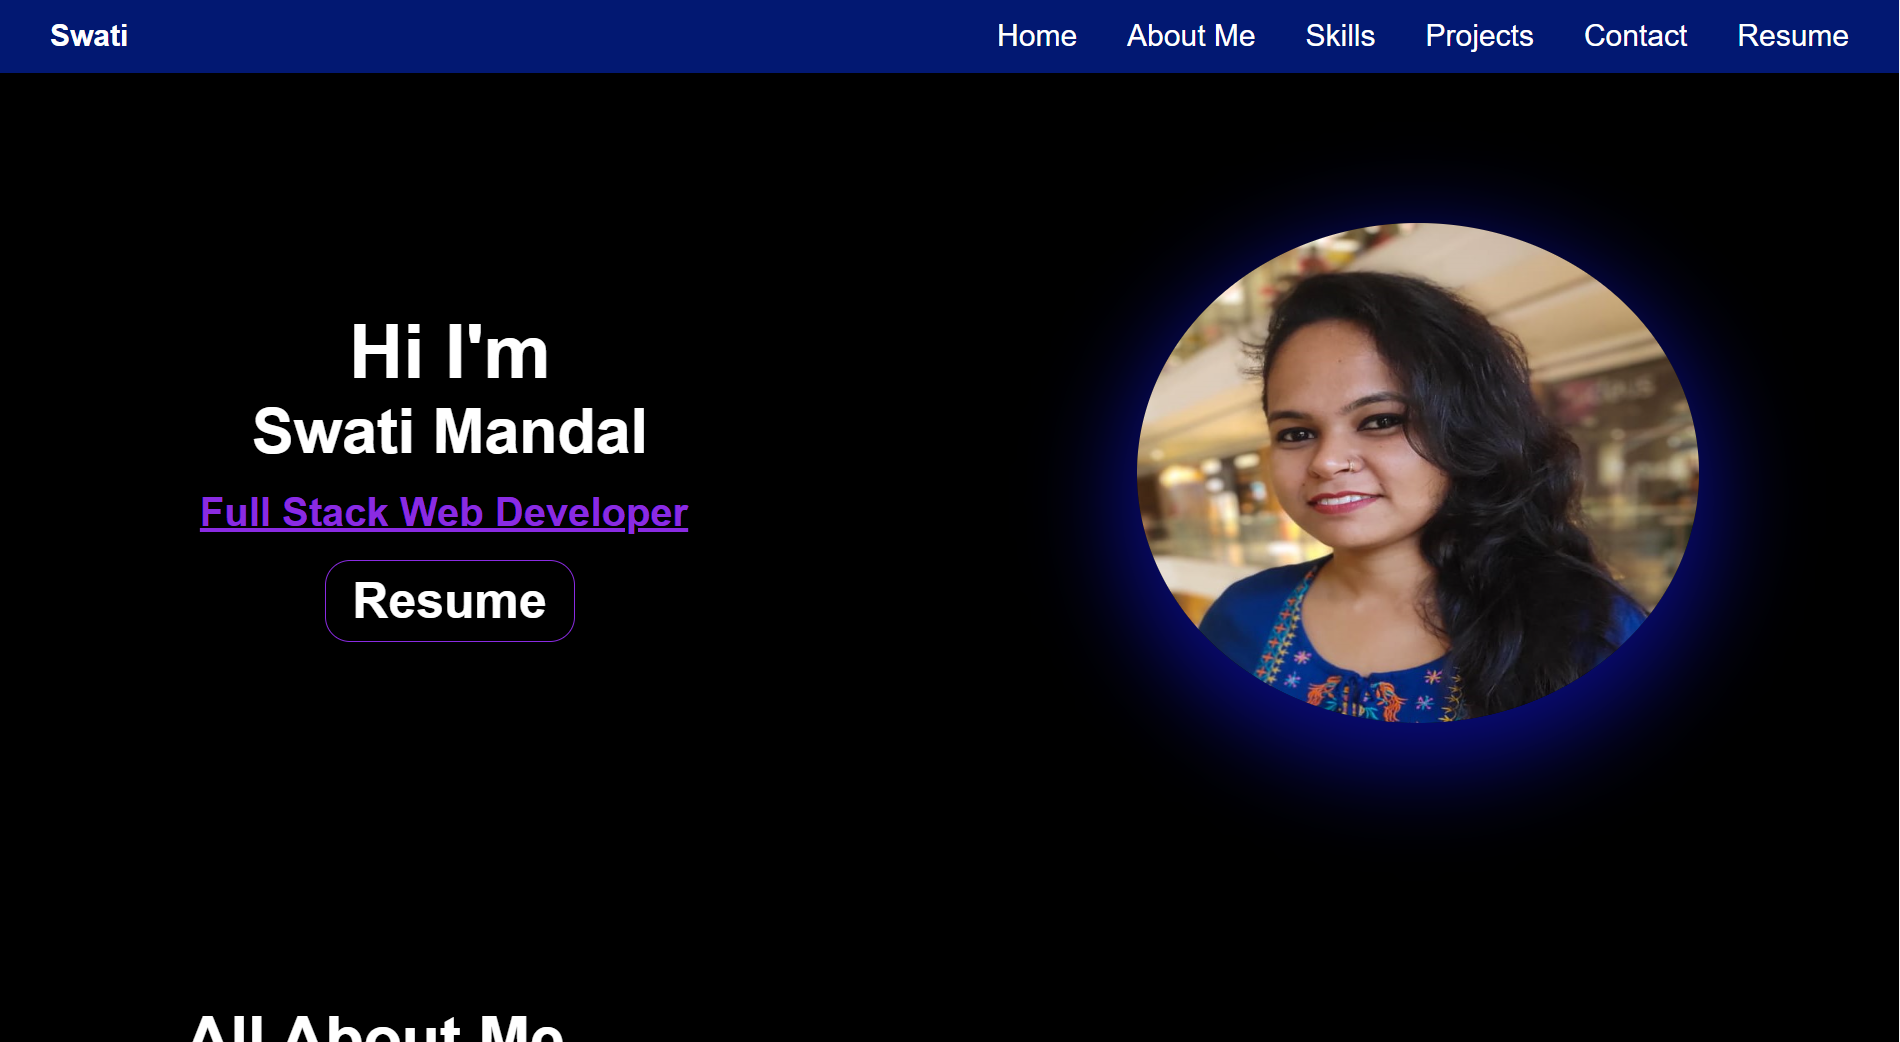 Swati
Home About Me Skills Projects Contact Resume
Hi I'm
Swati Mandal
Full Stack Web Developer
Resume
All About Me